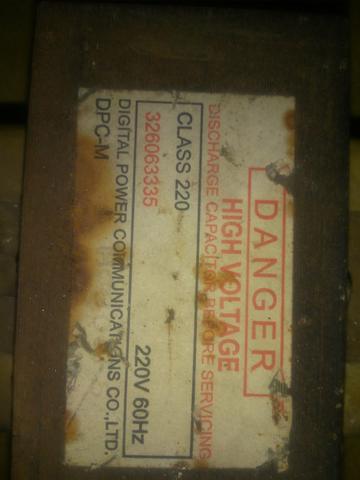 DANGER
HIGH VOLTAGE
DISCHARGE CAPACITOR BEFORE SERVICING
CLASS 220
326063335 220V 60Hz
DIGITAL POWER COMMUNICATIONS CO.,LTD.
DPC-M